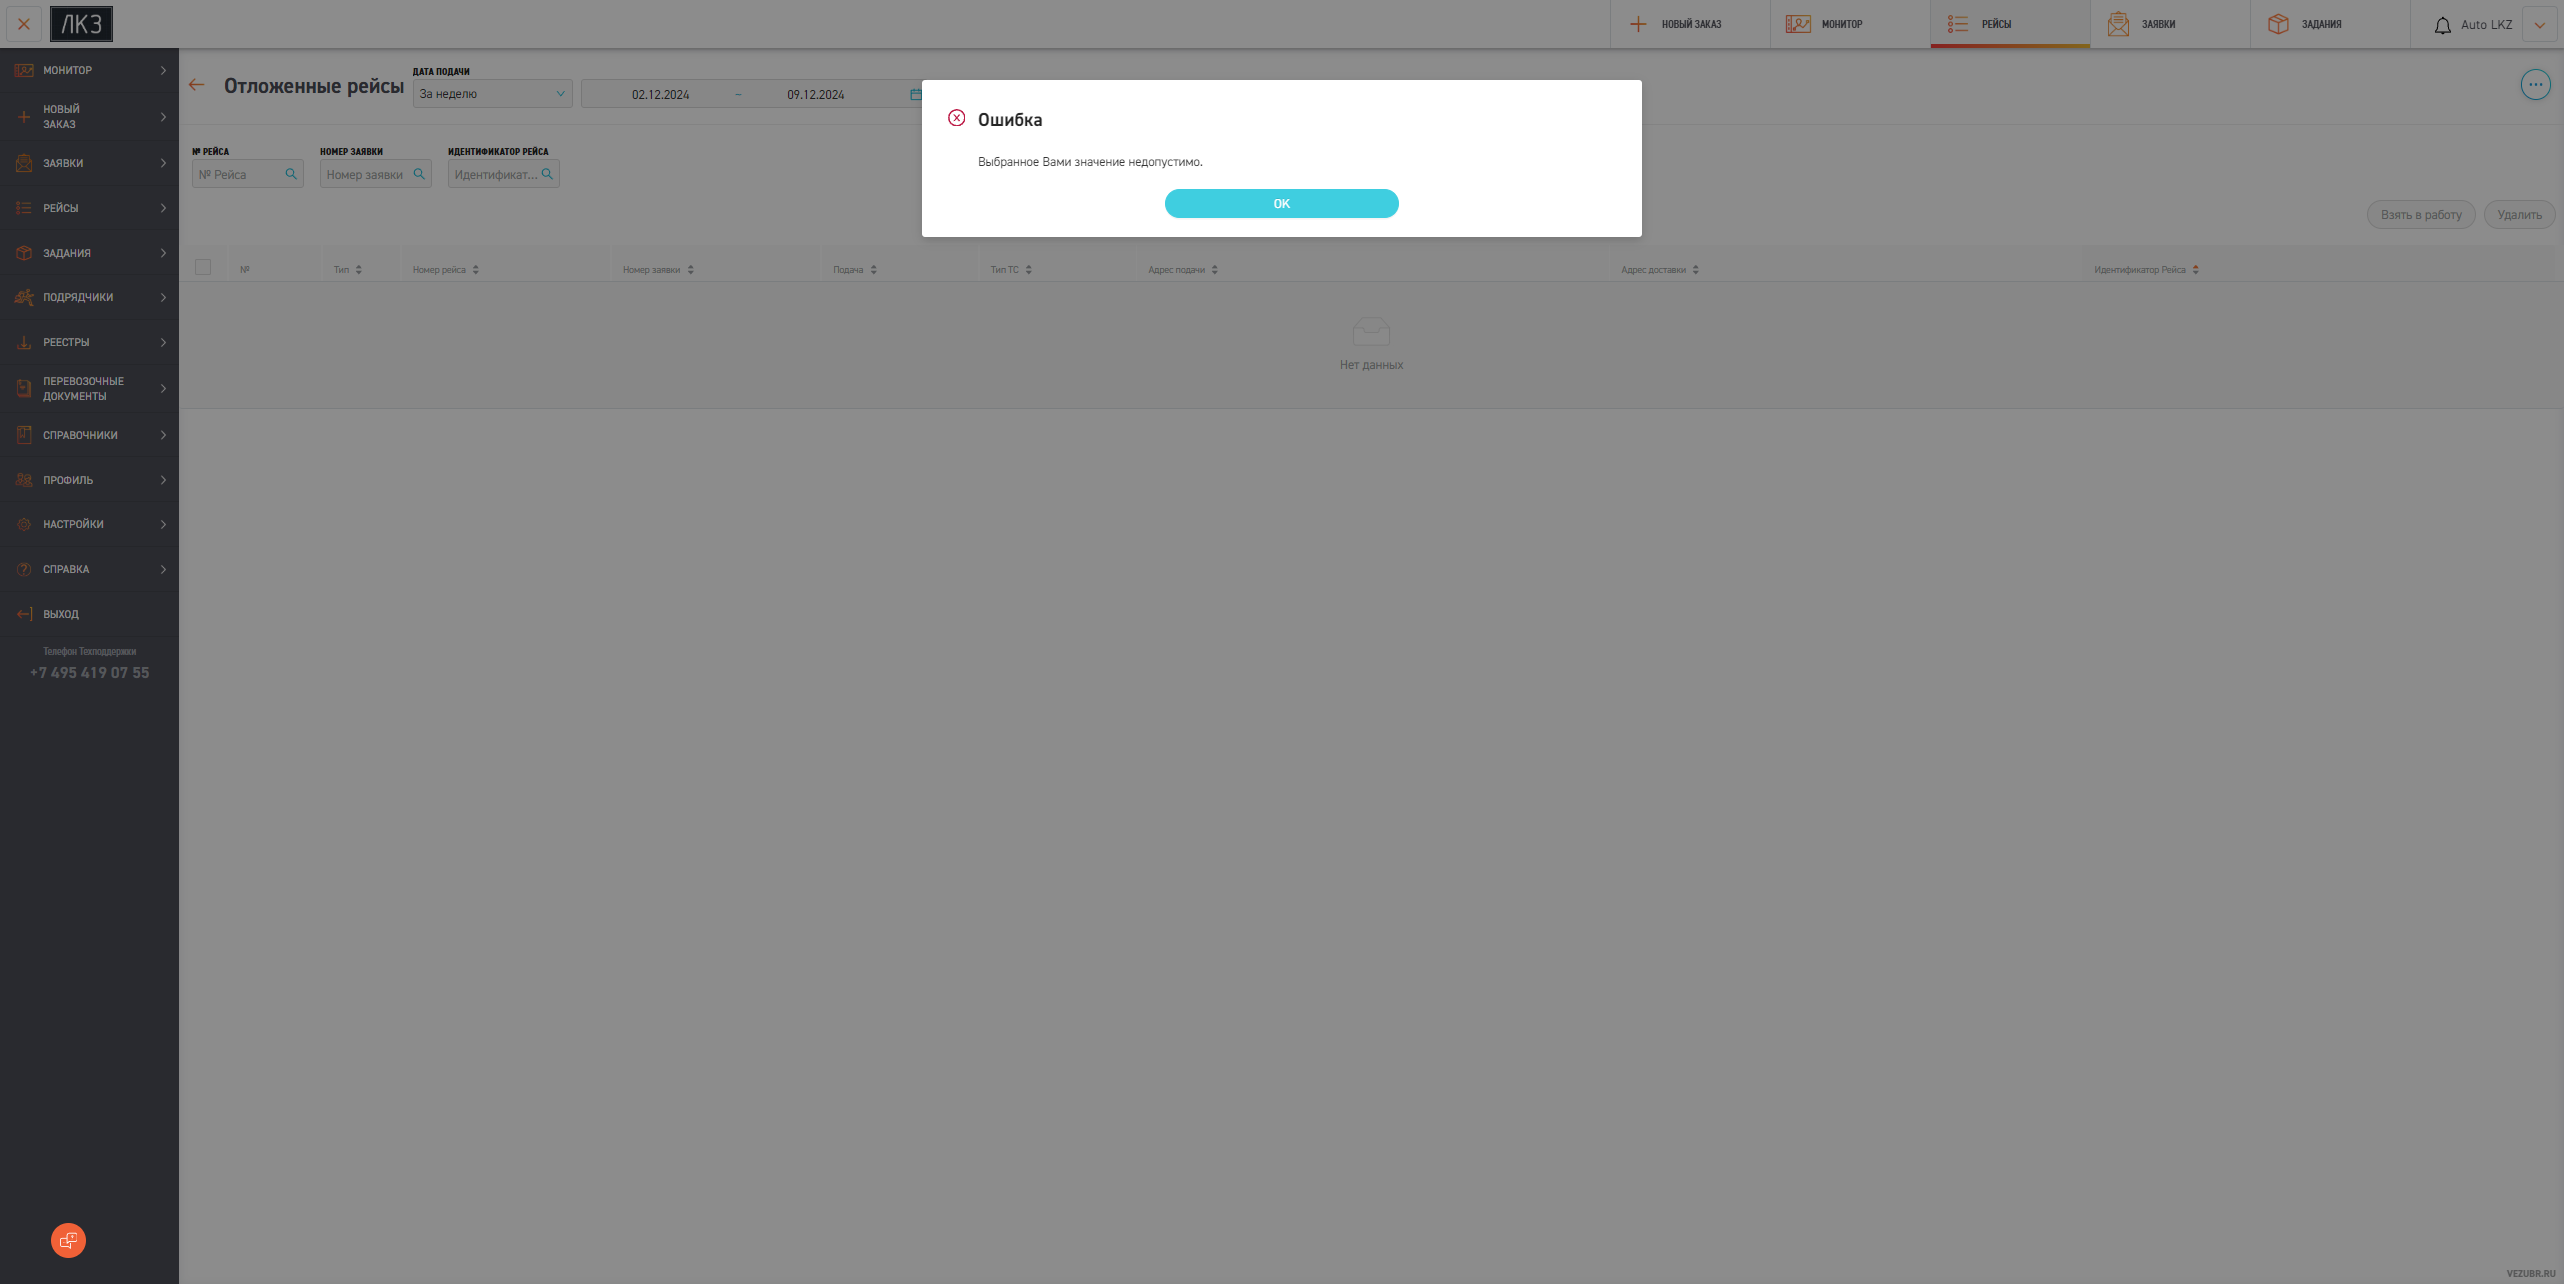 ЛКЗ
НОВЫЙ ЗАКАЗ
МОНИТОР
РЕЙСЫ
ЗАЯВКИ
ЗАДАНИЯ
Auto LKZ
МОНИТОР
НОВЫЙ
ЗАКАЗ
ЗАЯВКИ
РЕЙСЫ
ЗАДАНИЯ
ПОДРЯДЧИКИ
РЕЕСТРЫ
ПЕРЕВОЗОЧНЫЕ
ДОКУМЕНТЫ
СПРАВОЧНИКИ
ПРОФИЛЬ
НАСТРОЙКИ
СПРАВКА
ВЫХОД
Телефон Техподдержки
+7 495 419 07 55
Отложенные рейсы
ДАТА ПОДАЧИ
За неделю
02.12.2024 – 09.12.2024
Ошибка
Выбранное Вами значение недопустимо.
OK
№ РЕЙСА
НОМЕР ЗАЯВКИ
ИДЕНТИФИКАТОР РЕЙСА
№ Рейса
Номер заявки
Идентификат...
Взять в работу
Удалить
№
Тип
Номер рейса
Номер заявки
Подача
Тип ТС
Адрес подачи
Адрес доставки
Идентификатор Рейса
Нет данных
VEZUBR.RU